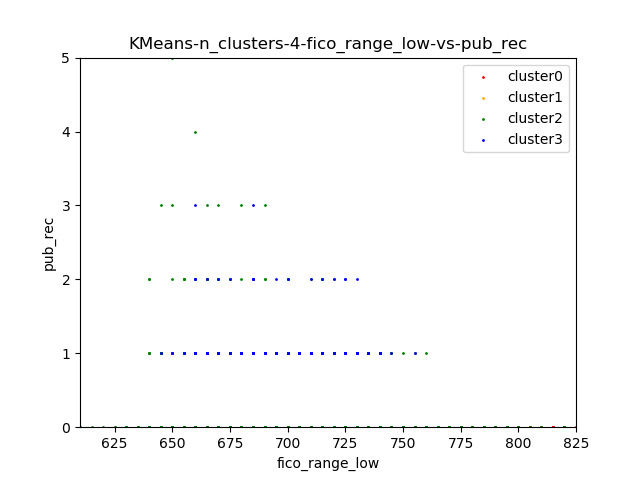 KMeans-n_clusters-4-fico_range_low-vs-pub_rec
5
4
3
2
1
0
pub_rec
cluster0
cluster1
cluster2
cluster3
625 650 675 700 725 750 775 800 825
fico_range_low